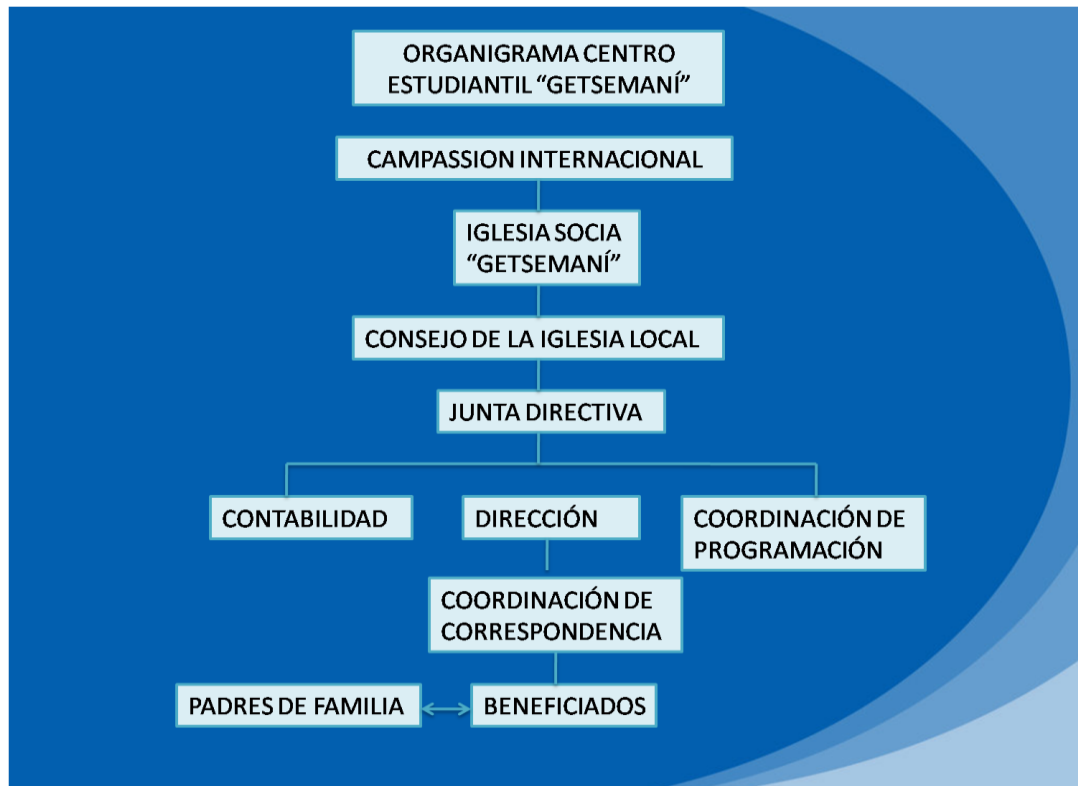 ORGANIGRAMA CENTRO
ESTUDIANTIL “GETSEMANÍ”
CAMPASSION INTERNACIONAL
IGLESIA SOCIA
“GETSEMANÍ”
CONSEJO DE LA IGLESIA LOCAL
JUNTA DIRECTIVA
CONTABILIDAD
DIRECCIÓN
COORDINACIÓN DE
PROGRAMACIÓN
COORDINACIÓN DE
CORRESPONDENCIA
PADRES DE FAMILIA
BENEFICIADOS